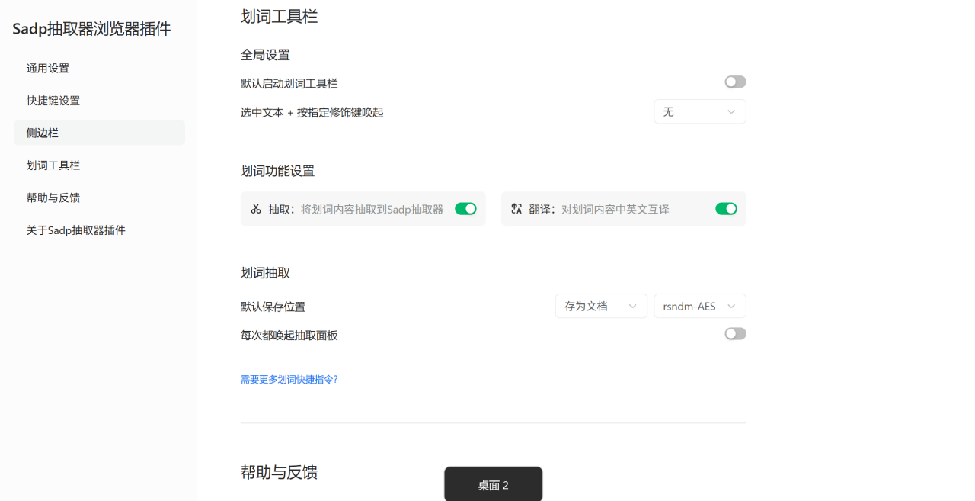 Sadp抽取器浏览器插件
通用设置
快捷键设置
侧边栏
划词工具栏
帮助与反馈
关于Sadp抽取器插件
划词工具栏
全局设置
默认启动划词工具栏
选中文本 + 按指定修饰键唤起
无
划词功能设置
抽取：将划词内容抽取到Sadp抽取器
翻译：对划词内容中英文互译
划词抽取
默认保存位置
存为文档
rsndm-AES
每次都唤起抽取面板
需要更多划词快捷指令?
帮助与反馈
桌面 2